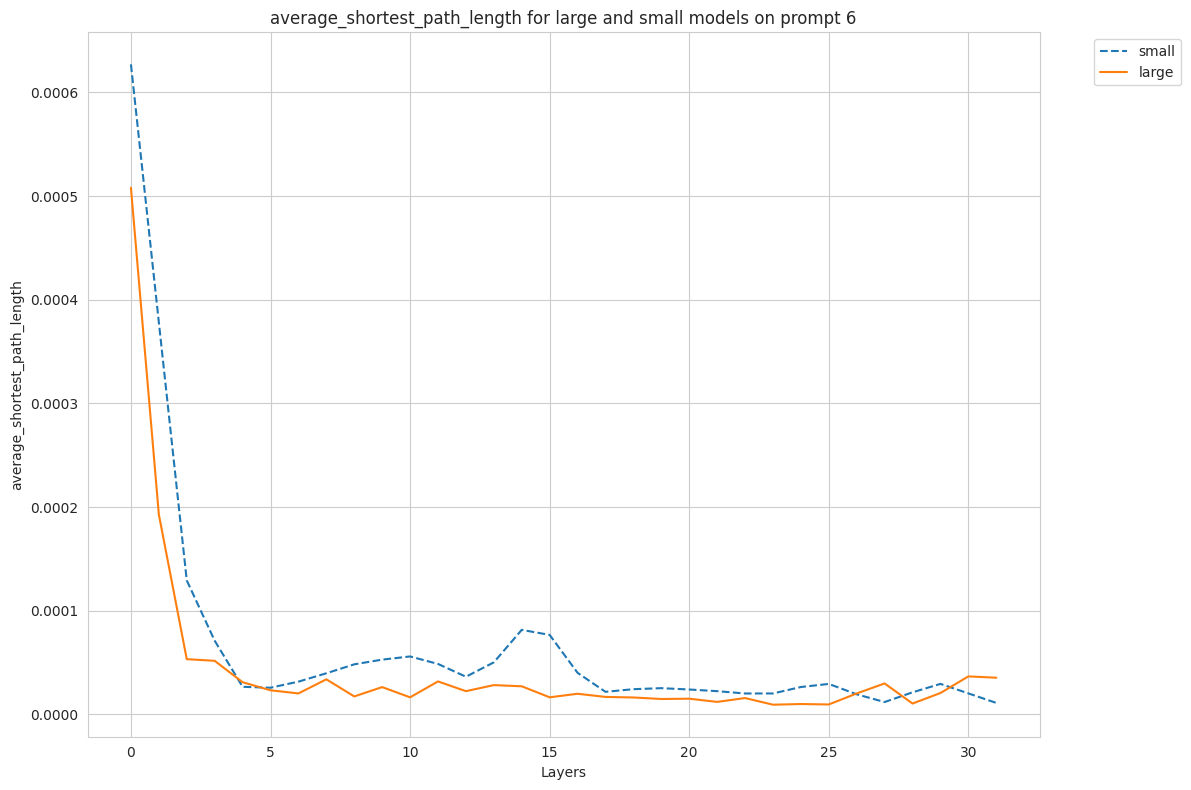 average_shortest_path_length for large and small models on prompt 6
small
large
average_shortest_path_length
0.0006
0.0005
0.0004
0.0003
0.0002
0.0001
0.0000
0 5 10 15 20 25 30
Layers